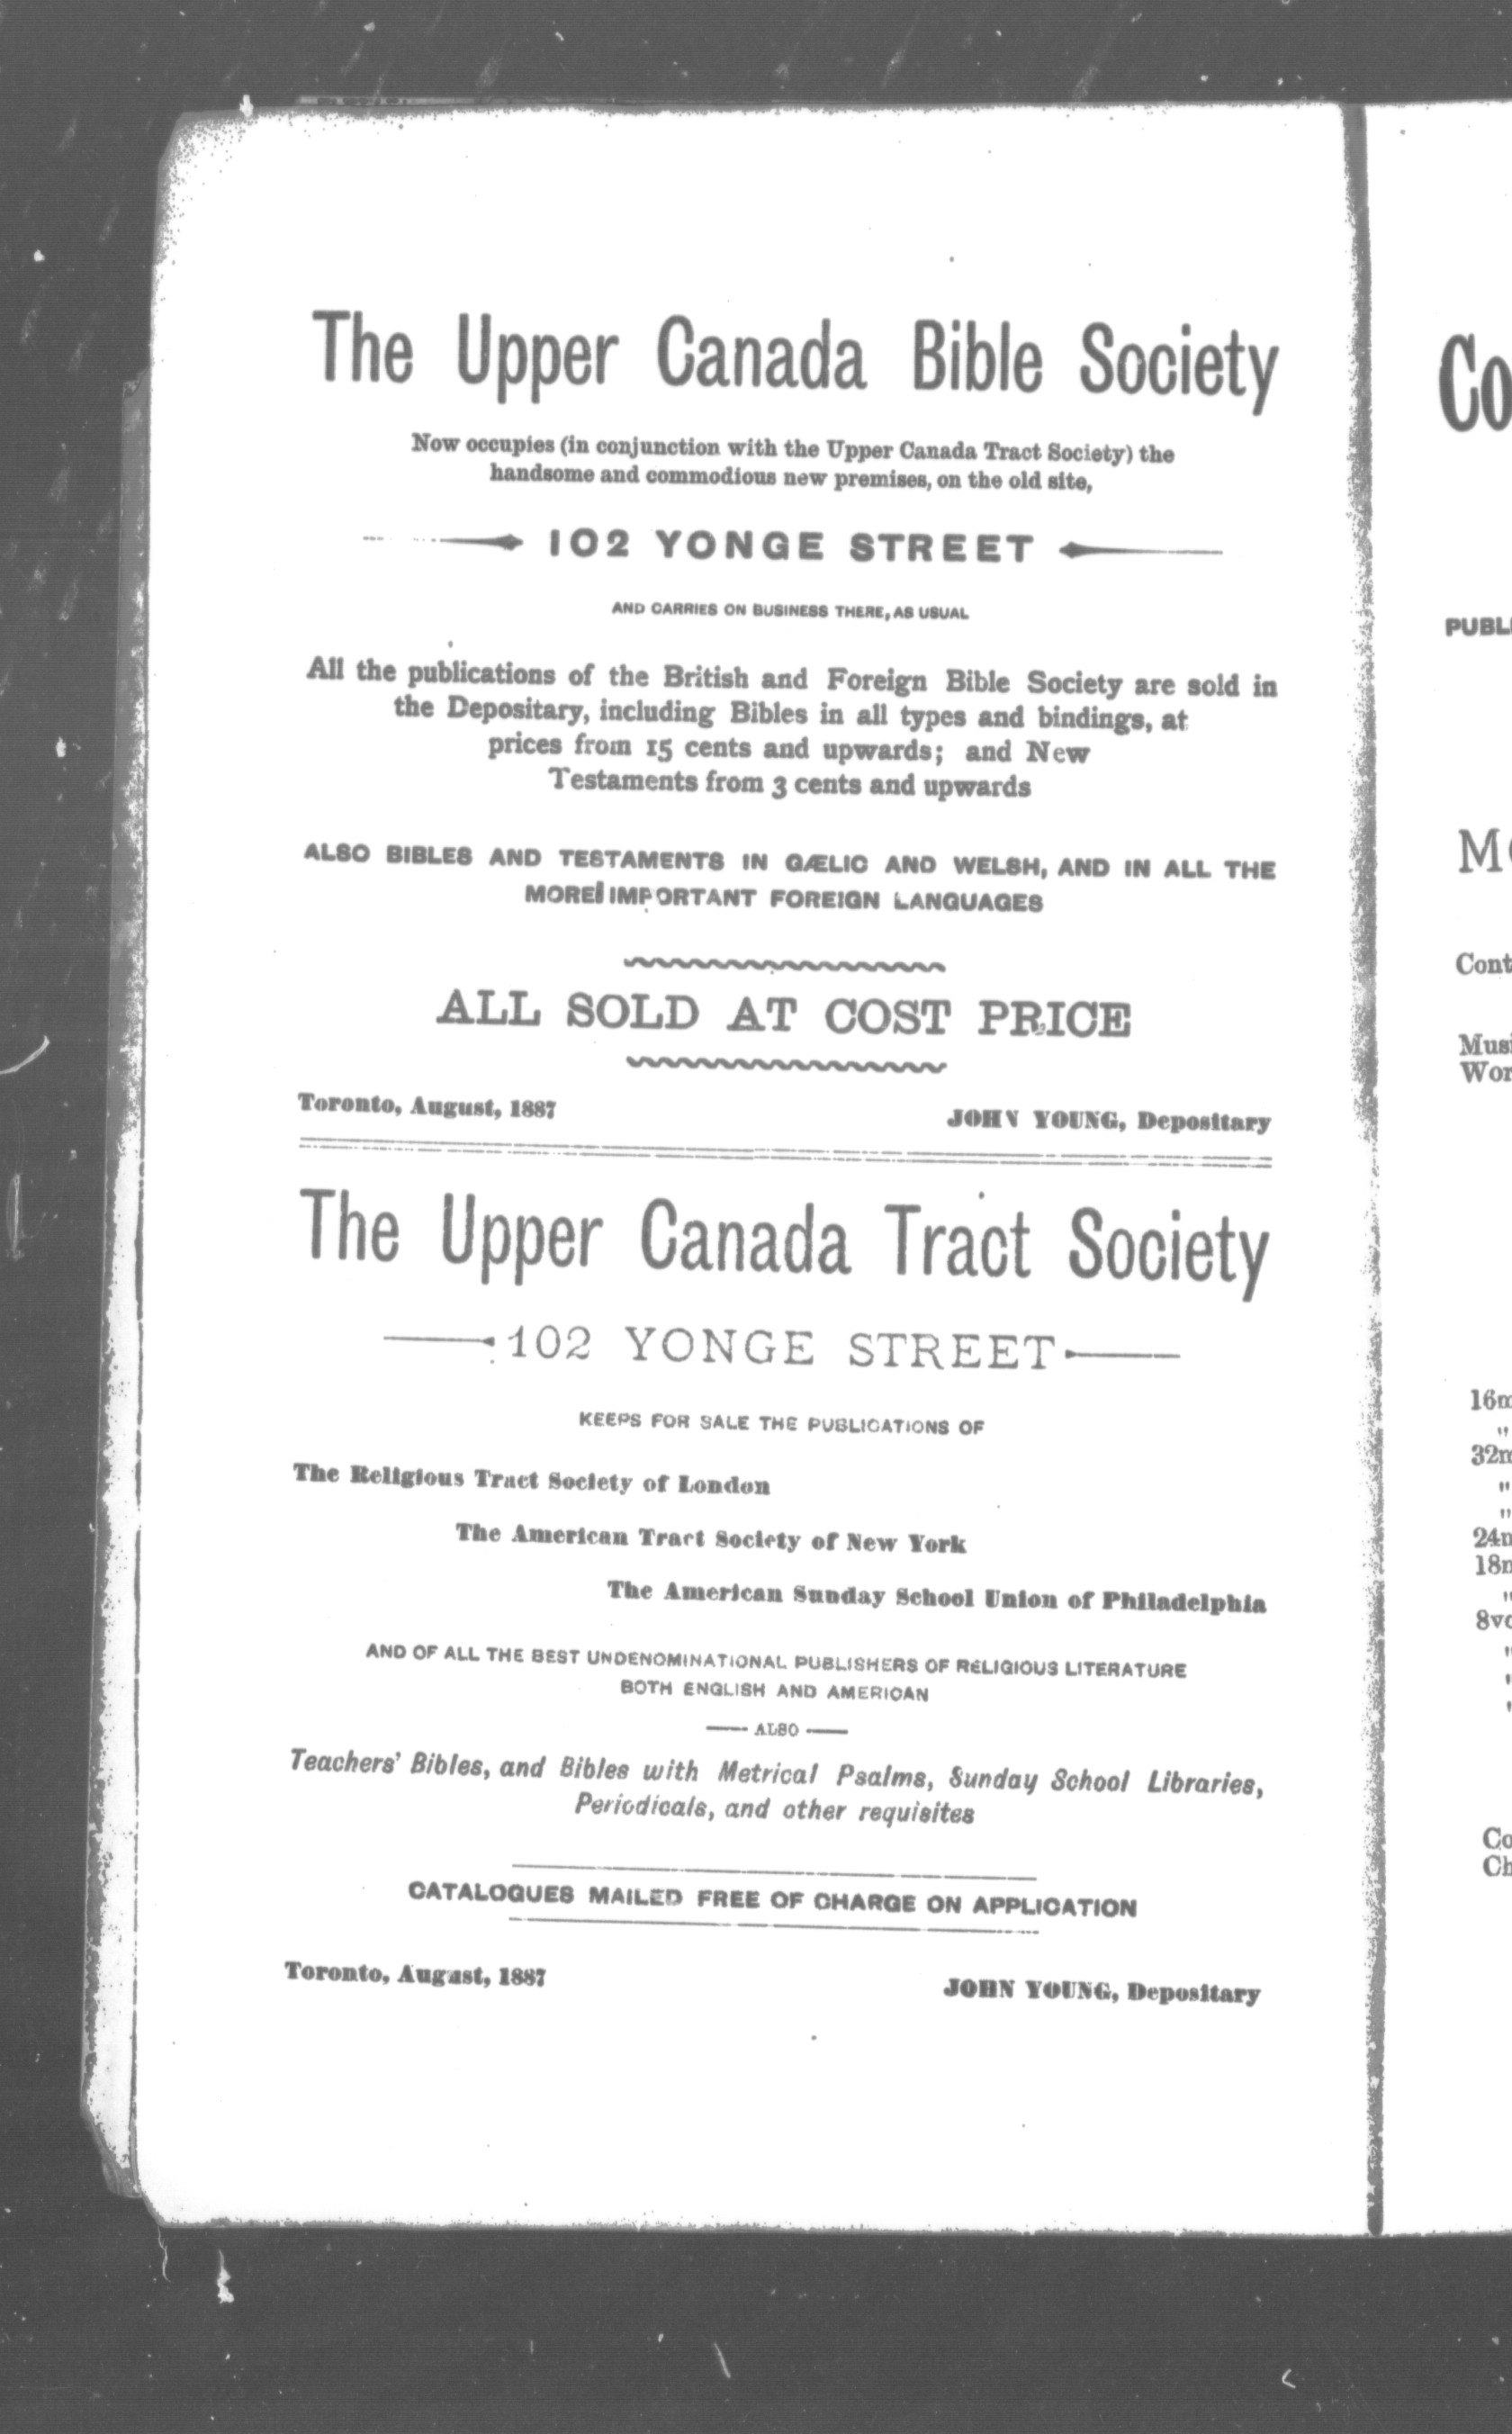 The Upper Canada Bible Society
Now occupies (in conjunction with the Upper Canada Tract Society) the
handsome and commodious new premises, on the old site,
102 YONGE STREET
AND CARRIES ON BUSINESS THERE, AS USUAL
All the publications of the British and Foreign Bible Society are sold in
the Depositary, including Bibles in all types and bindings, at
prices from 15 cents and upwards; and New
Testaments from 3 cents and upwards
ALSO BIBLES AND TESTAMENTS IN GÆLIC AND WELSH, AND IN ALL THE
MORE IMPORTANT FOREIGN LANGUAGES
ALL SOLD AT COST PRICE
Toronto, August, 1887
JOHN YOUNG, Depositary
The Upper Canada Tract Society
102 YONGE STREET
KEEPS FOR SALE THE PUBLICATIONS OF
The Religious Tract Society of London
The American Tract Society of New York
The American Sunday School Union of Philadelphia
AND OF ALL THE BEST UNDENOMINATIONAL PUBLISHERS OF RELIGIOUS LITERATURE
BOTH ENGLISH AND AMERICAN
ALSO
Teachers' Bibles, and Bibles with Metrical Psalms, Sunday School Libraries,
Periodicals, and other requisites
CATALOGUES MAILED FREE OF CHARGE ON APPLICATION
Toronto, August, 1887
JOHN YOUNG, Depositary